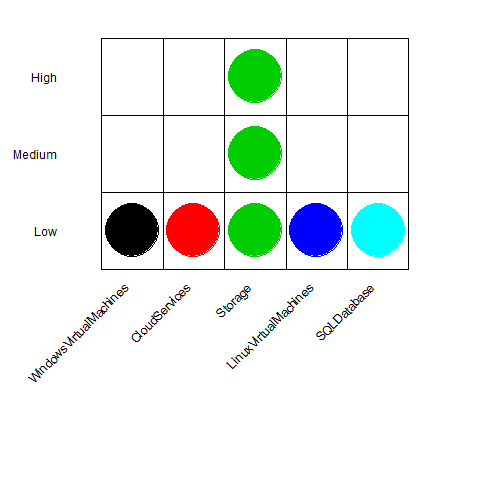 High
Medium
Low
WindowsVirtualMachines
CloudServices
Storage
LinuxVirtualMachines
SQLDatabase